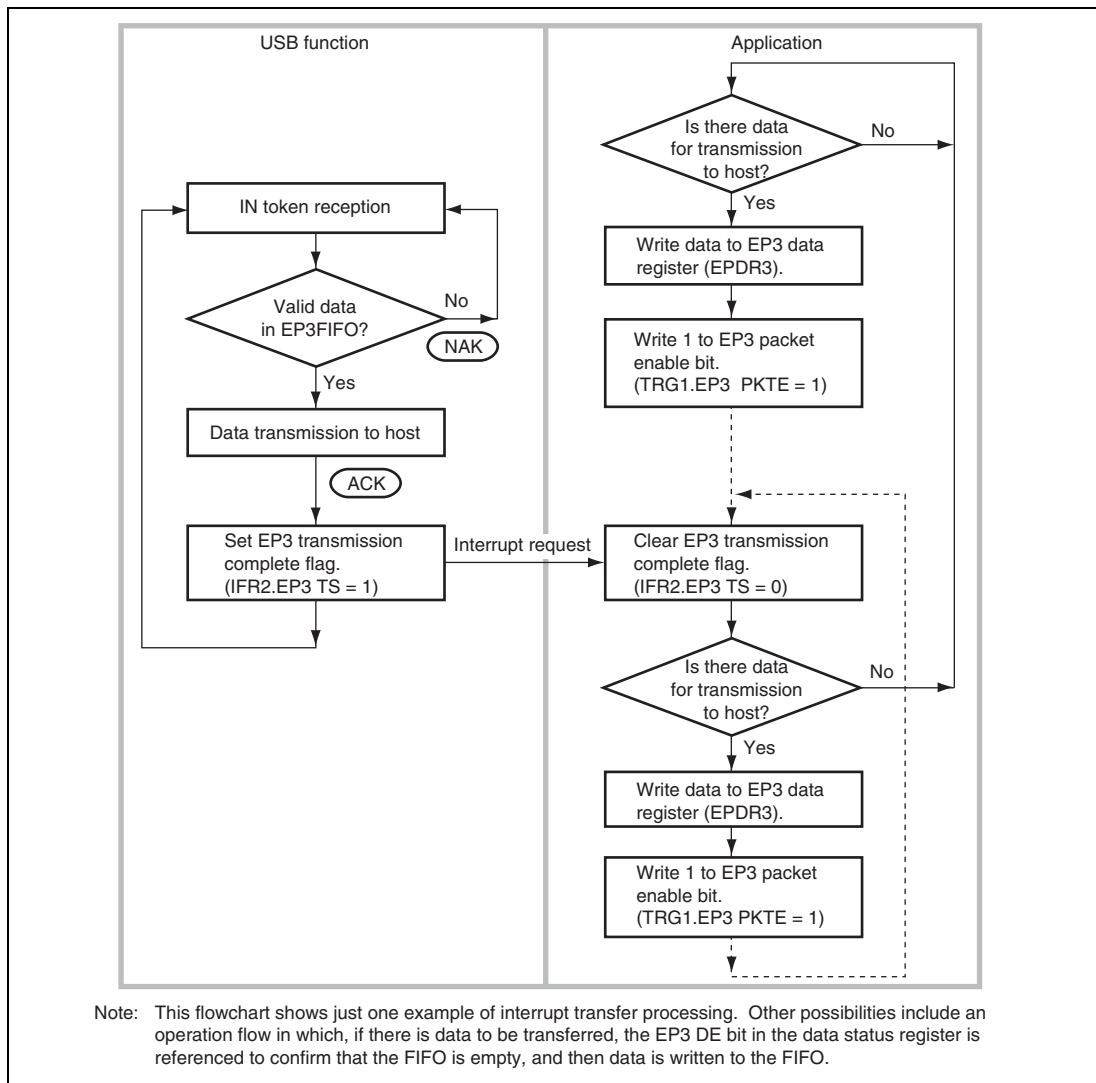 USB function
IN token reception
Valid data
in EP3FIFO?
No
NAK
Yes
Data transmission to host
ACK
Set EP3 transmission
complete flag.
(IFR2.EP3 TS = 1)
Interrupt request
Application
Is there data
for transmission
to host?
No
Yes
Write data to EP3 data
register (EPDR3).
Write 1 to EP3 packet
enable bit.
(TRG1.EP3  PKTE = 1)
Clear EP3 transmission
complete flag.
(IFR2.EP3 TS = 0)
Is there data
for transmission
to host?
No
Yes
Write data to EP3 data
register (EPDR3).
Write 1 to EP3 packet
enable bit.
(TRG1.EP3 PKTE = 1)
Note: This flowchart shows just one example of interrupt transfer processing. Other possibilities include an
operation flow in which, if there is data to be transferred, the EP3 DE bit in the data status register is
referenced to confirm that the FIFO is empty, and then data is written to the FIFO.